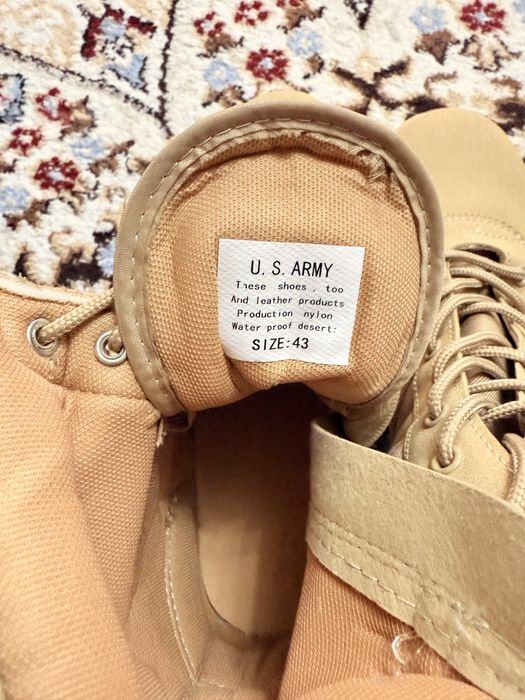 U. S. ARMY
These shoes , too
And leather products
Production nylon
Water proof desert:
SIZE:43